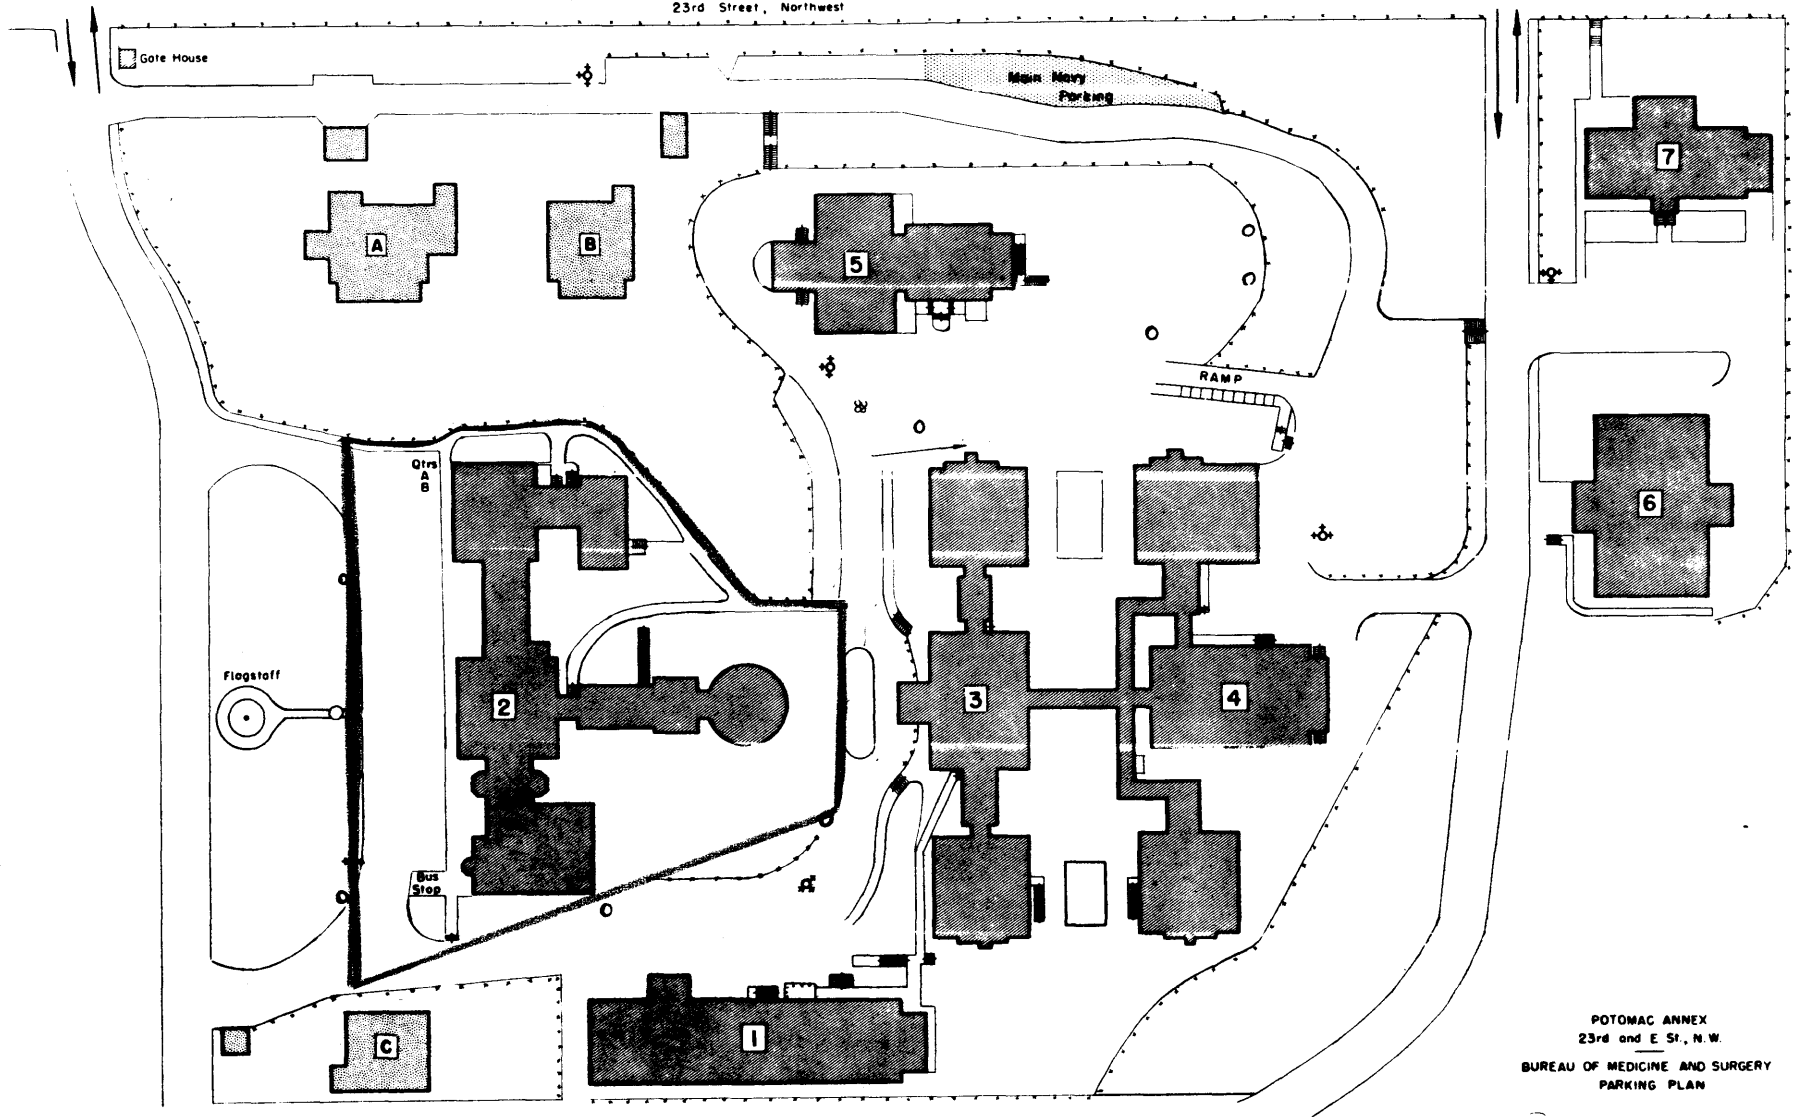 23rd Street, Northwest
Gate House
Main Navy
Parking
7
A
B
5
RAMP
Qtrs
A
B
6
Flagstaff
2
3
4
Bus
Stop
1
C
POTOMAC ANNEX
23rd and E St., N.W.
BUREAU OF MEDICINE AND SURGERY
PARKING PLAN